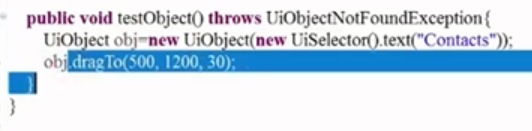 public void testObject() throws UiObjectNotFoundException{
UiObject obj=new UiObject(new UiSelector().text("Contacts"));
obj.dragTo(500, 1200, 30);
}
}